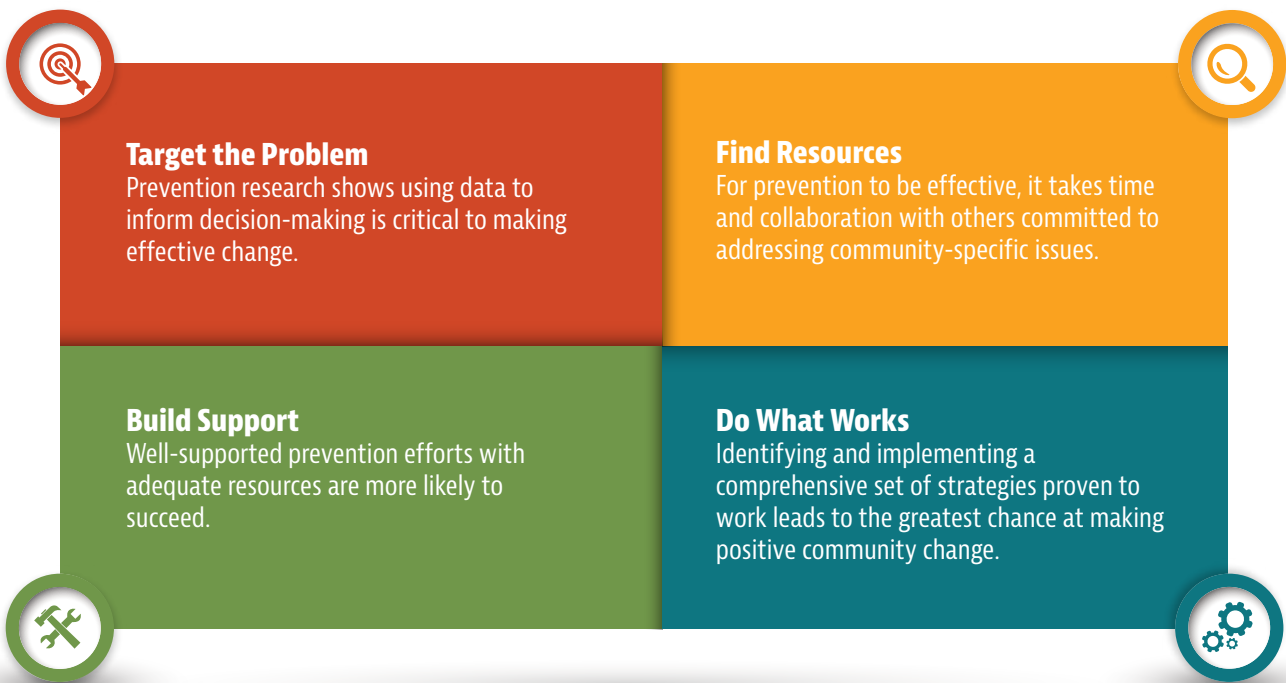 Target the Problem
Prevention research shows using data to
inform decision-making is critical to making
effective change.
Find Resources
For prevention to be effective, it takes time
and collaboration with others committed to
addressing community-specific issues.
Build Support
Well-supported prevention efforts with
adequate resources are more likely to
succeed.
Do What Works
Identifying and implementing a
comprehensive set of strategies proven to
work leads to the greatest chance at making
positive community change.